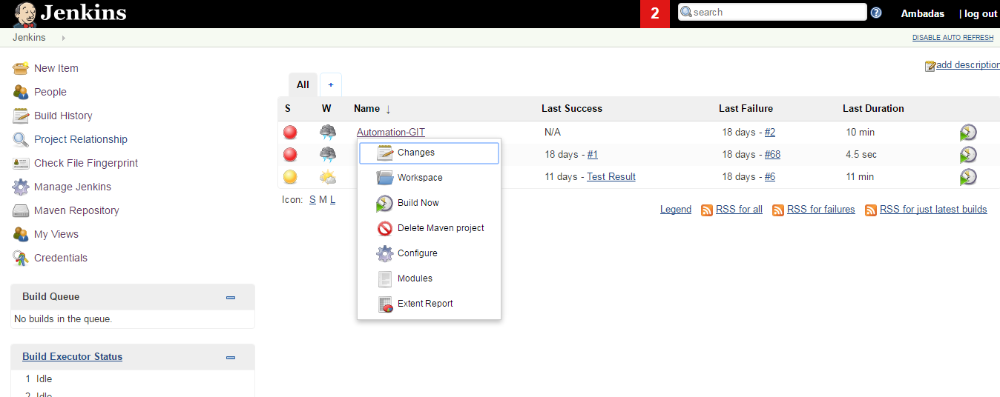 Jenkins
2
search
Ambadas
| log out
Jenkins
DISABLE AUTO REFRESH
New Item
People
Build History
Project Relationship
Check File Fingerprint
Manage Jenkins
Maven Repository
My Views
Credentials
Build Queue
No builds in the queue.
Build Executor Status
1 Idle
2 Idle
add description
All +
S W Name ↓ Last Success Last Failure Last Duration
Automation-GIT N/A 18 days - #2 10 min
18 days - #1 18 days - #68 4.5 sec
11 days - Test Result 18 days - #6 11 min
Changes
Workspace
Build Now
Delete Maven project
Configure
Modules
Extent Report
Icon: S M L
Legend RSS for all RSS for failures RSS for just latest builds